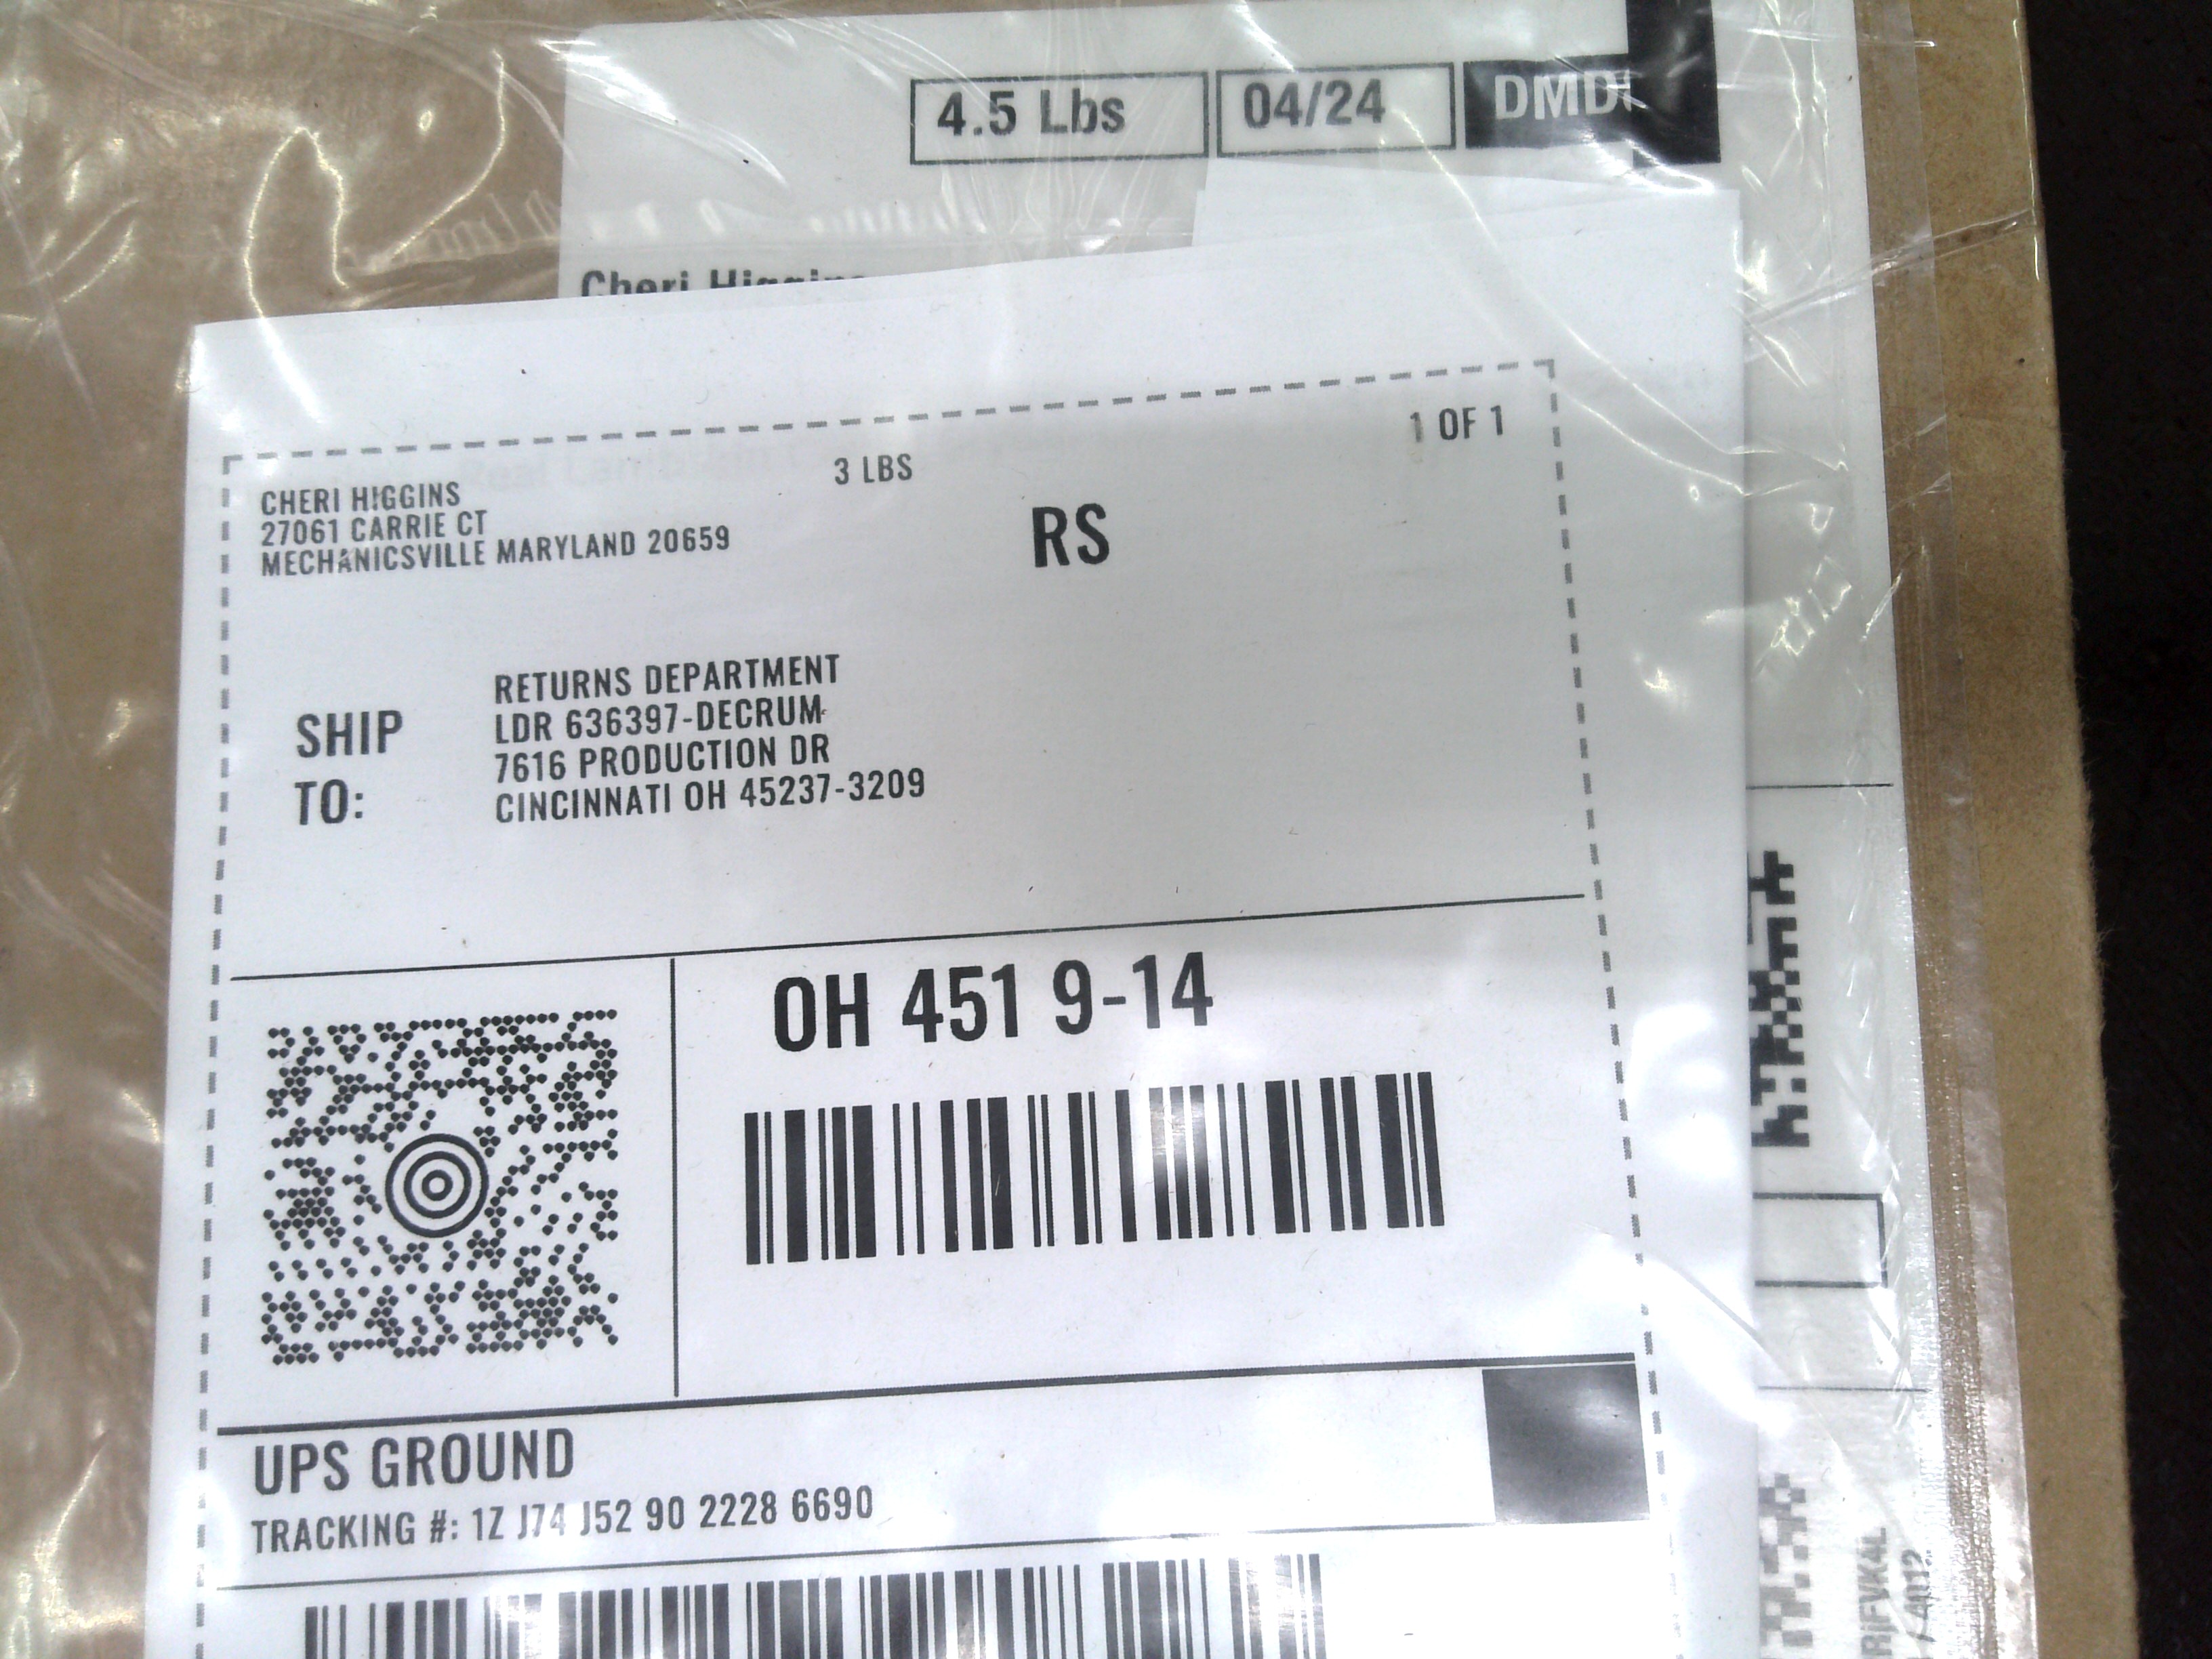 4.5 Lbs
04/24
Cheri Higgins
1 OF 1
3 LBS
CHERI HIGGINS
27061 CARRIE CT
MECHANICSVILLE MARYLAND 20659
RS
SHIP
TO:
RETURNS DEPARTMENT
LDR 636397-DECRUM
7616 PRODUCTION DR
CINCINNATI OH 45237-3209
OH 451 9-14
UPS GROUND
TRACKING #: 1Z J74 J52 90 2228 6690